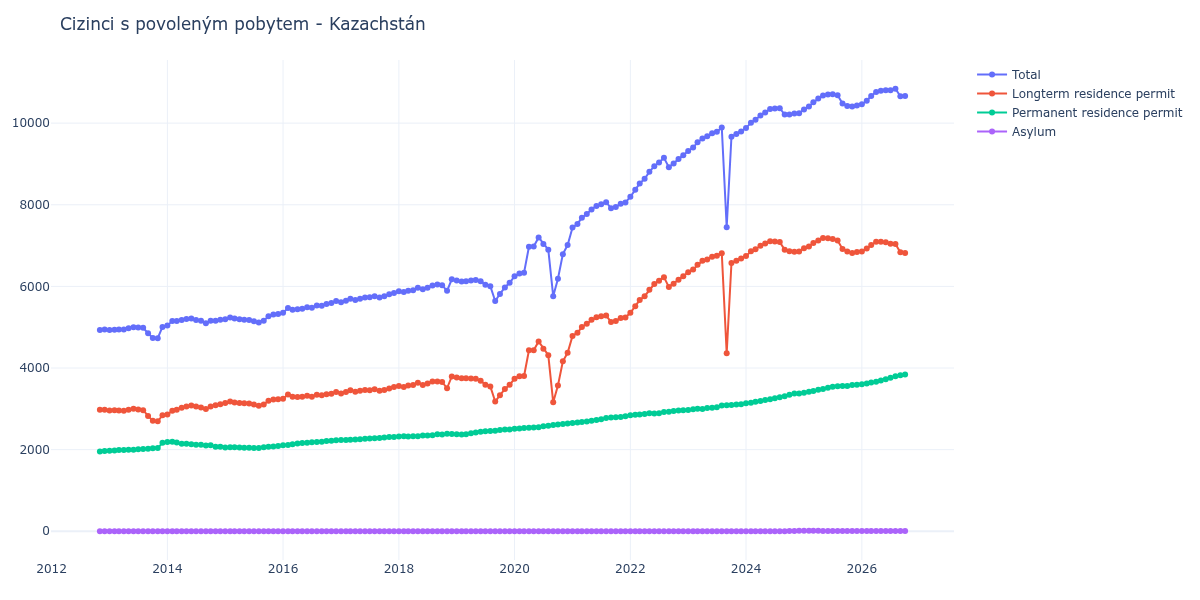 Cizinci s povoleným pobytem - Kazachstán
Total
Longterm residence permit
Permanent residence permit
Asylum
10000
8000
6000
4000
2000
0
2012
2014
2016
2018
2020
2022
2024
2026